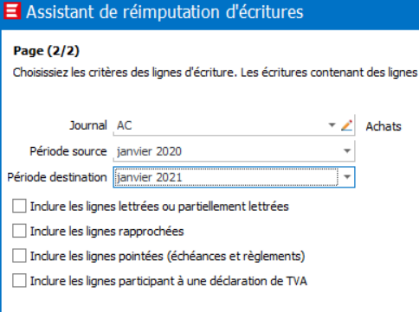 Assistant de réimputation d'écritures
Page (2/2)
Choisissiez les critères des lignes d'écriture. Les écritures contenant des lignes
Journal AC Achats
Période source janvier 2020
Période destination janvier 2021
Inclure les lignes lettrées ou partiellement lettrées
Inclure les lignes rapprochées
Inclure les lignes pointées (échéances et règlements)
Inclure les lignes participant à une déclaration de TVA